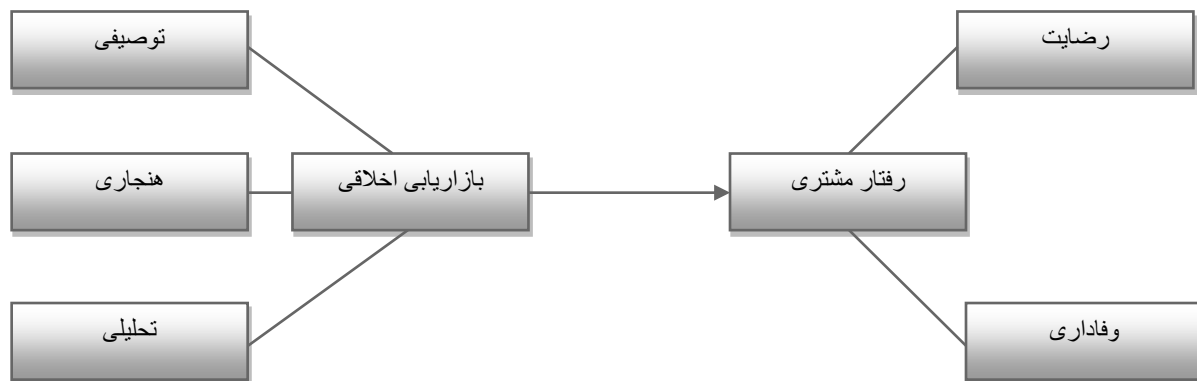 توصیفی
رضایت
هنجاری
بازاریابی اخلاقی
رفتار مشتری
تحلیلی
وفاداری